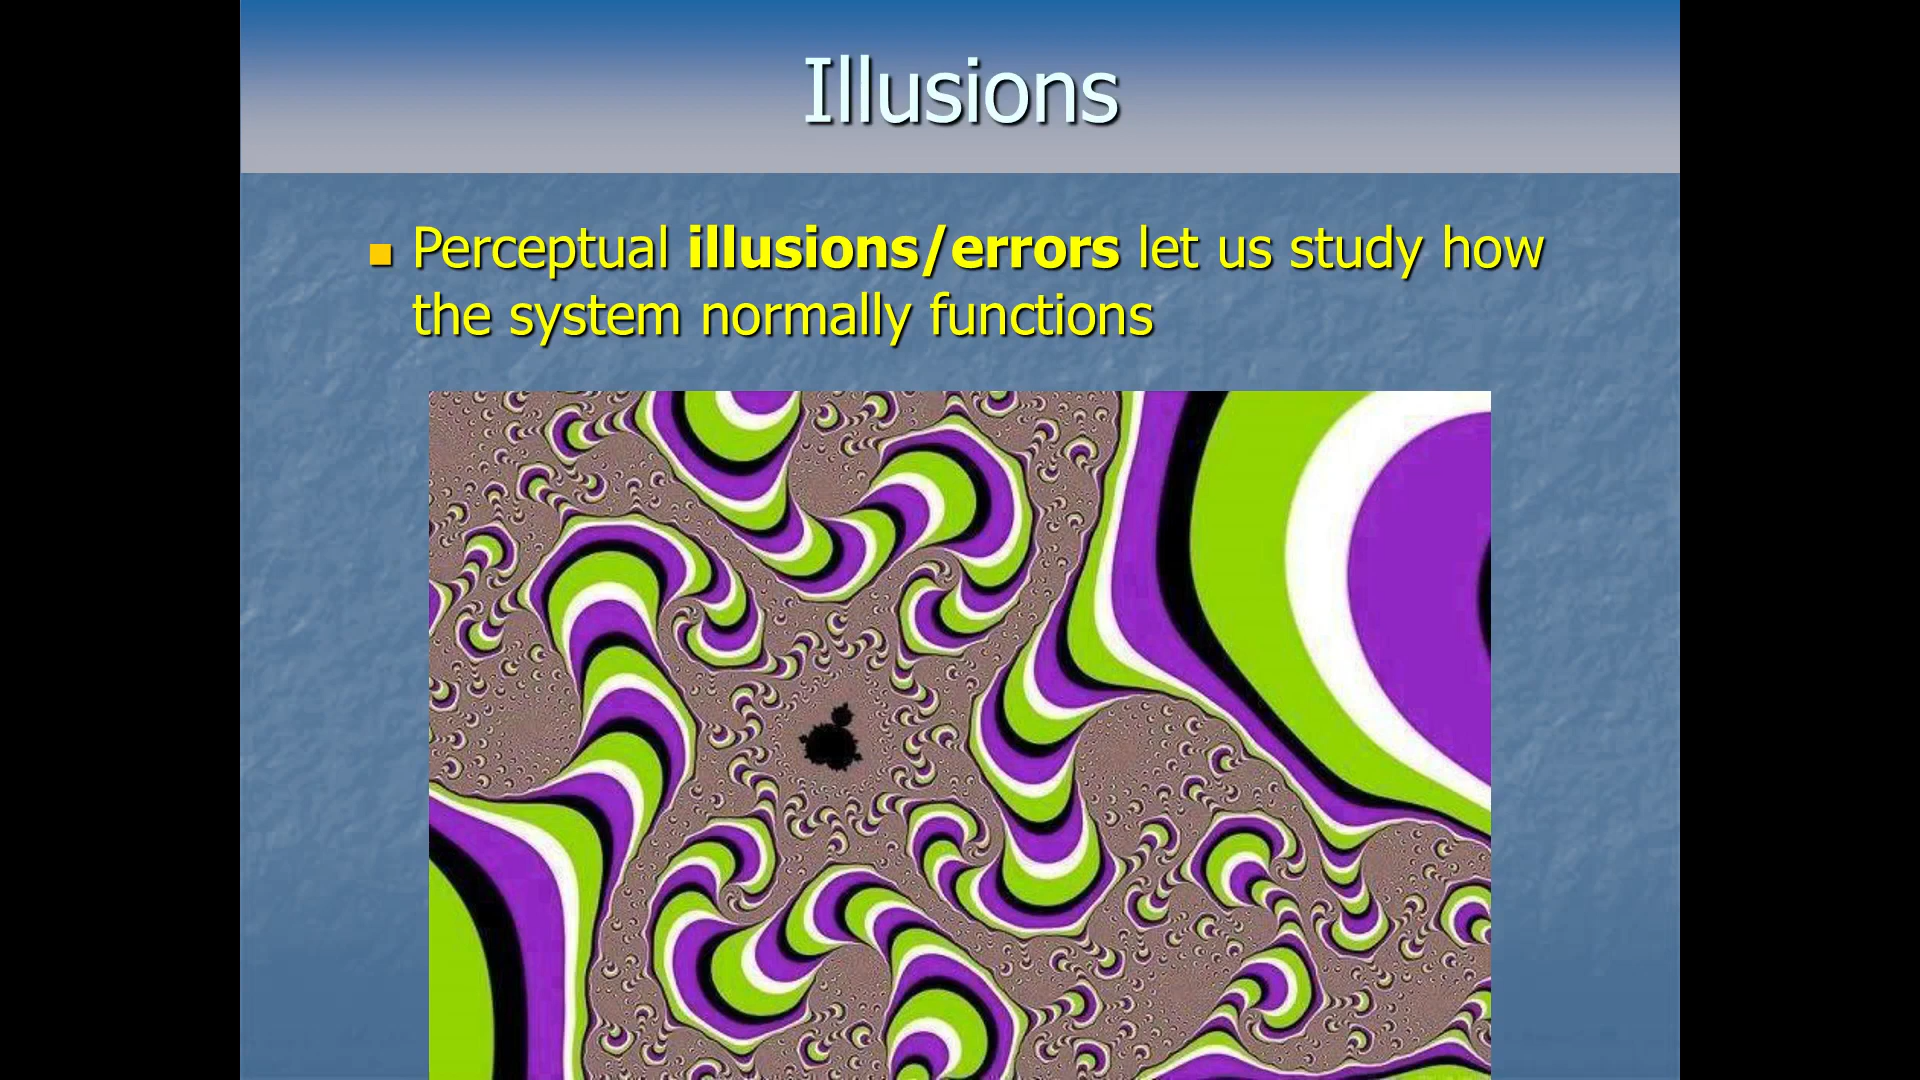 Illusions
Perceptual illusions/errors let us study how
the system normally functions